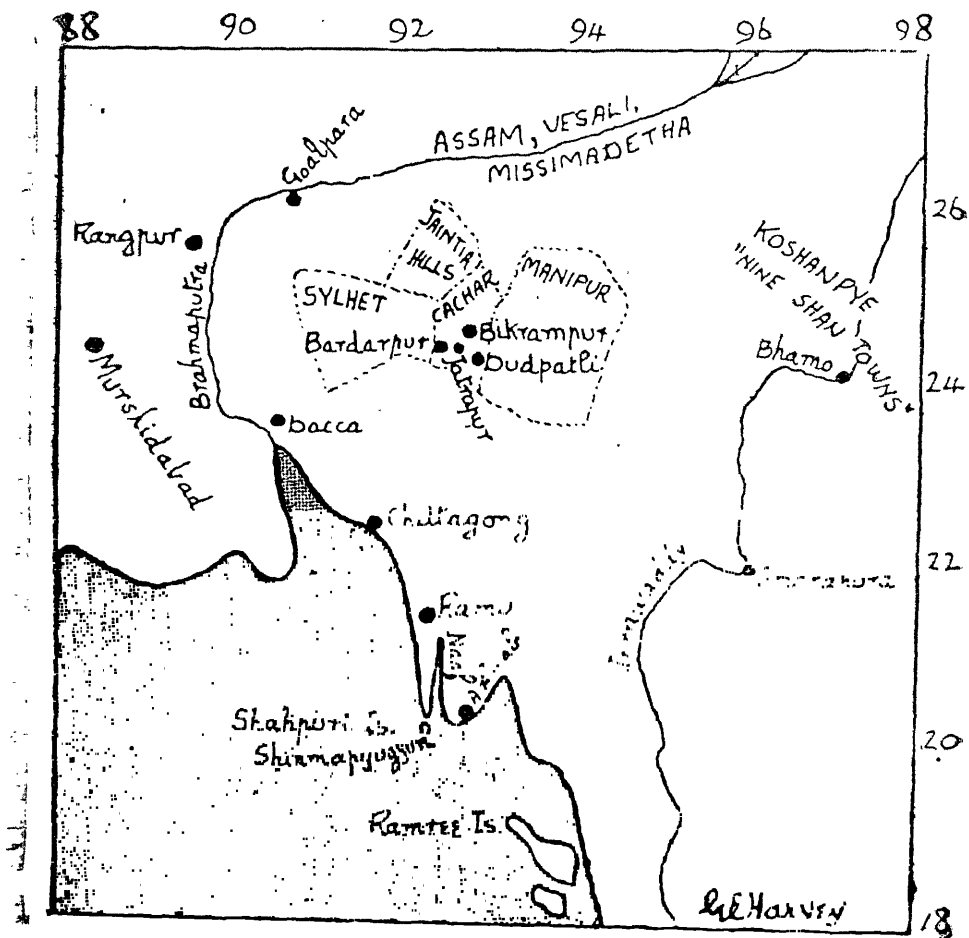 88 90 92 94 96 98
ASSAM, VESALI,
MISSIMADETHA
Goalpara
26
Rangpur
JAINTIA
HILLS
KOSHANPYE
"NINE SHAN TOWNS"
SYLHET
CACHAR
MANIPUR
Brahmaputra
Bikrampur
Bardarpur
Jatrapur
Dudpatli
Bhamo
24
Murshidabad
Dacca
Chittagong
22
Ramu
Naaf
Akyab
Shahpuri Is.
20
Ramree Is.
18